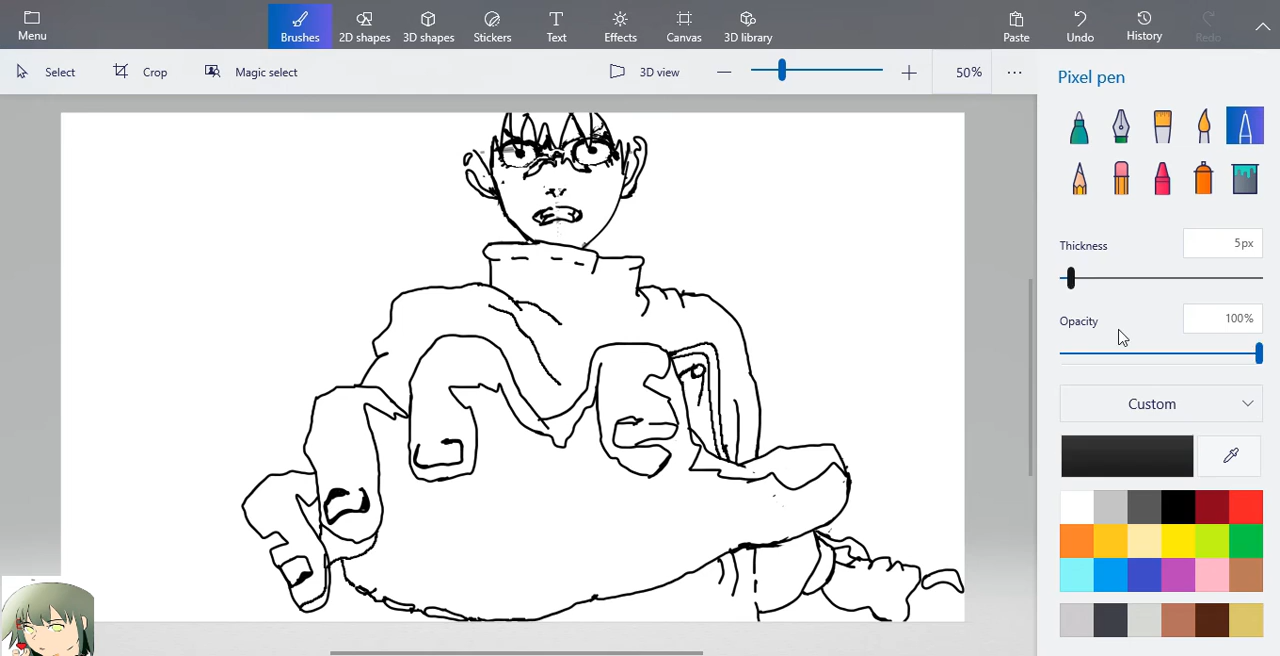 Menu
Brushes
2D shapes
3D shapes
Stickers
Text
Effects
Canvas
3D library
Paste
Undo
History
Redo
Select
Crop
Magic select
3D view
50%
Pixel pen
Thickness
5px
Opacity
100%
Custom